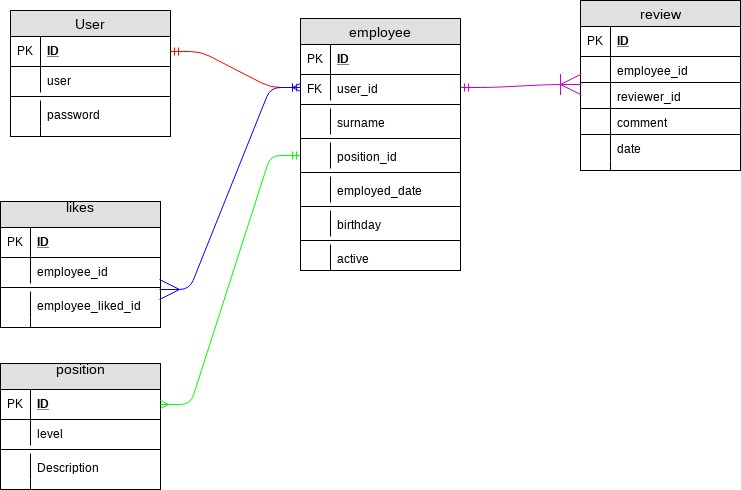 User
PK ID
user
password
employee
PK ID
FK user_id
surname
position_id
employed_date
birthday
active
review
PK ID
employee_id
reviewer_id
comment
date
likes
PK ID
employee_id
employee_liked_id
position
PK ID
level
Description